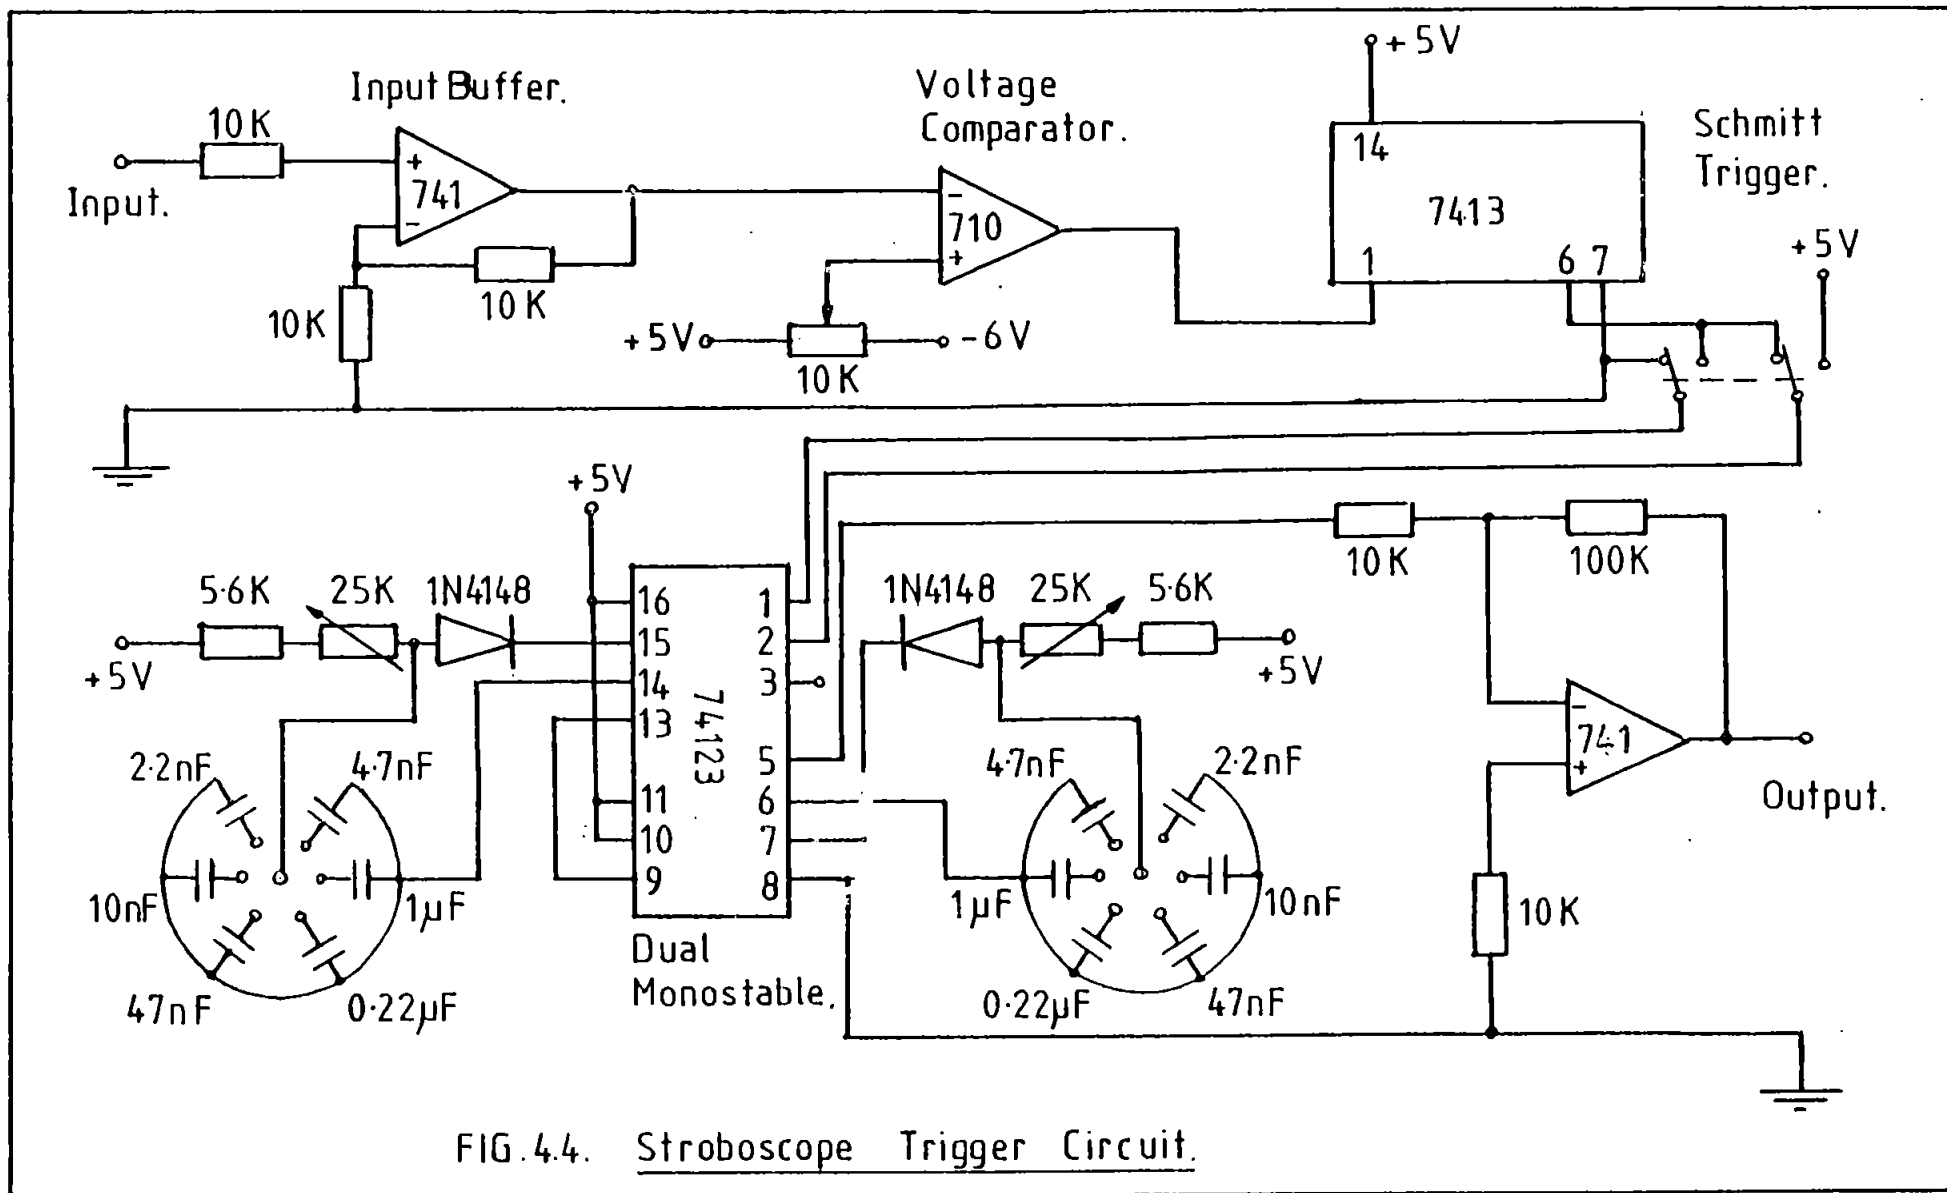 Input Buffer.
10K
Input.
+
741
-
10K
10K
Voltage
Comparator.
-
710
+
+5V
-6V
10K
+5V
14
7413
1
6 7
Schmitt
Trigger.
+5V
+5V
5·6K
25K
1N4148
+5V
16
15
14
13
11
10
9
74123
1
2
3
5
6
7
8
Dual
Monostable.
2·2nF
4·7nF
10nF
1µF
47nF
0·22µF
1N4148
25K
5·6K
+5V
4·7nF
2·2nF
1µF
10nF
0·22µF
47nF
10K
100K
-
741
+
Output.
10K
FIG.4.4. Stroboscope Trigger Circuit.